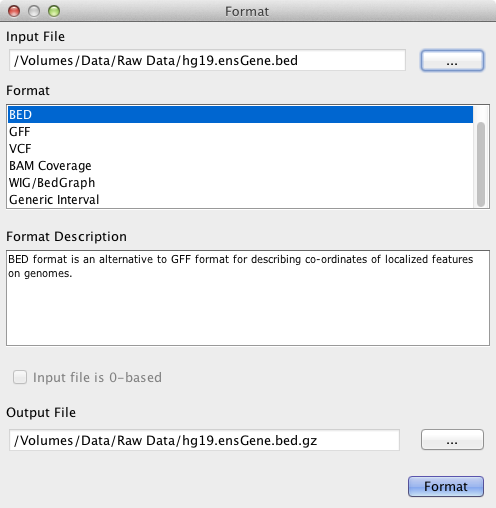 Format
Input File
/Volumes/Data/Raw Data/hg19.ensGene.bed
...
Format
BED
GFF
VCF
BAM Coverage
WIG/BedGraph
Generic Interval
Format Description
BED format is an alternative to GFF format for describing co-ordinates of localized features
on genomes.
Input file is 0-based
Output File
/Volumes/Data/Raw Data/hg19.ensGene.bed.gz
...
Format